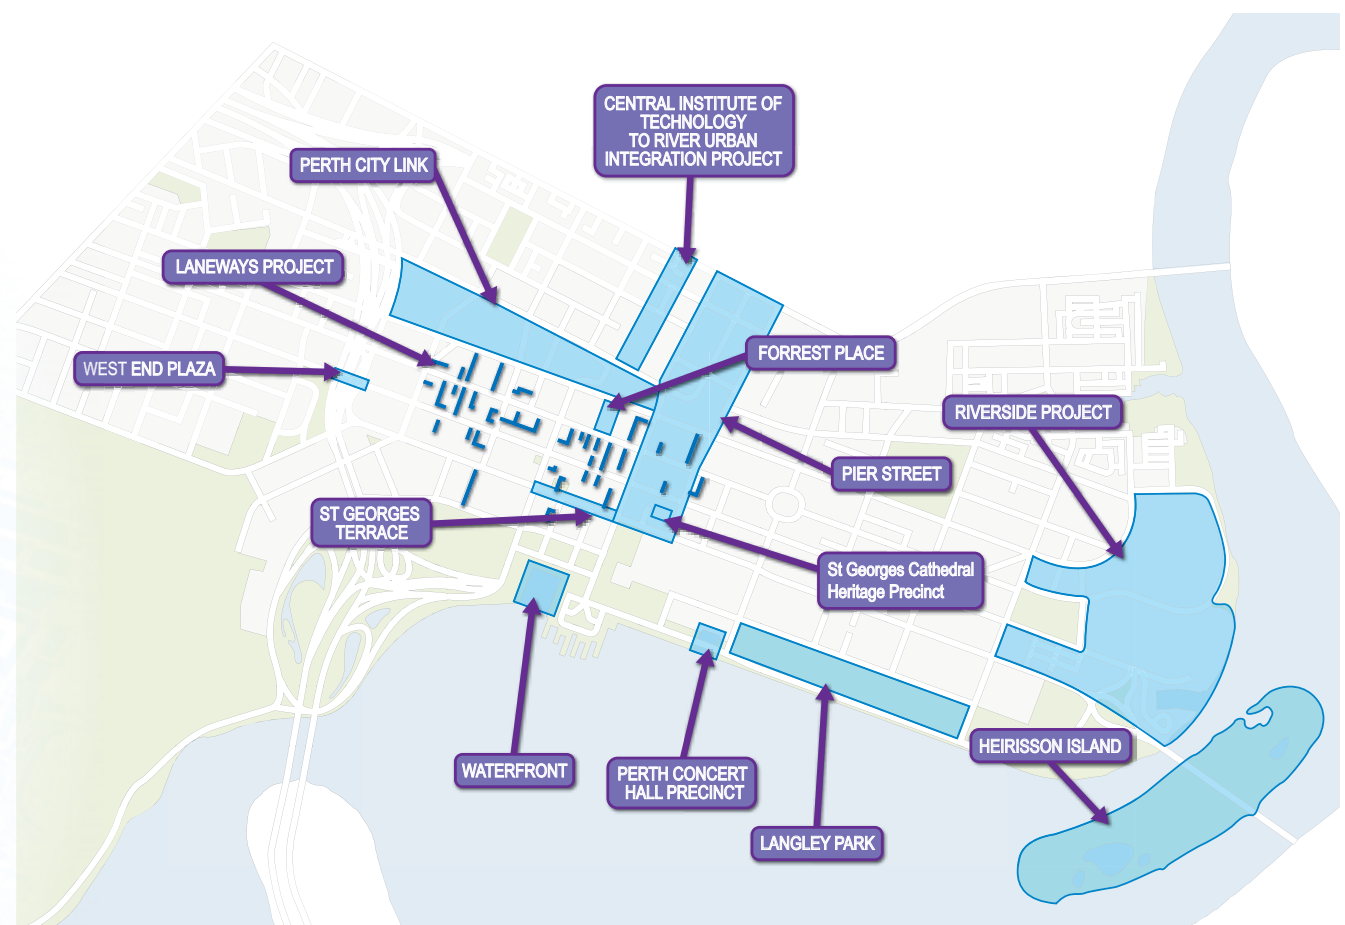 CENTRAL INSTITUTE OF
TECHNOLOGY
TO RIVER URBAN
INTEGRATION PROJECT
PERTH CITY LINK
LANEWAYS PROJECT
WEST END PLAZA
FORREST PLACE
RIVERSIDE PROJECT
PIER STREET
ST GEORGES
TERRACE
St Georges Cathedral
Heritage Precinct
HEIRISSON ISLAND
WATERFRONT
PERTH CONCERT
HALL PRECINCT
LANGLEY PARK